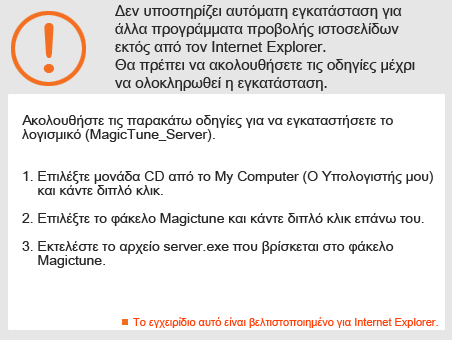 Δεν υποστηρίζει αυτόματη εγκατάσταση για
άλλα προγράμματα προβολής ιστοσελίδων
εκτός από τον Internet Explorer.
Θα πρέπει να ακολουθήσετε τις οδηγίες μέχρι
να ολοκληρωθεί η εγκατάσταση.
Ακολουθήστε τις παρακάτω οδηγίες για να εγκαταστήσετε το
λογισμικό (MagicTune_Server).
1. Επιλέξτε μονάδα CD από το My Computer (Ο Υπολογιστής μου)
και κάντε διπλό κλικ.
2. Επιλέξτε το φάκελο Magictune και κάντε διπλό κλικ επάνω του.
3. Εκτελέστε το αρχείο server.exe που βρίσκεται στο φάκελο
Magictune.
Το εγχειρίδιο αυτό είναι βελτιστοποιημένο για Internet Explorer.